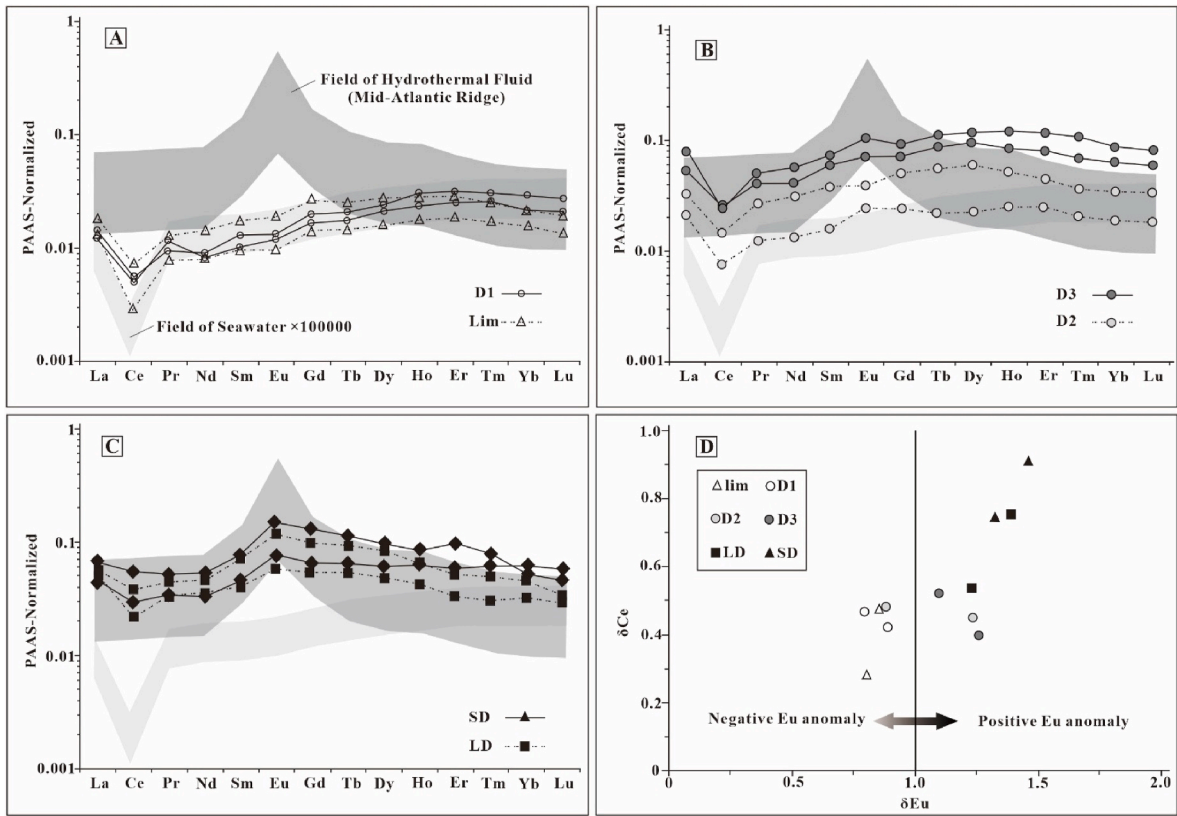 A
PAAS-Normalized
1
0.1
0.01
0.001
Field of Hydrothermal Fluid
(Mid-Atlantic Ridge)
Field of Seawater ×100000
D1
Lim
La Ce Pr Nd Sm Eu Gd Tb Dy Ho Er Tm Yb Lu
B
PAAS-Normalized
1
0.1
0.01
0.001
D3
D2
La Ce Pr Nd Sm Eu Gd Tb Dy Ho Er Tm Yb Lu
C
PAAS-Normalized
1
0.1
0.01
0.001
SD
LD
La Ce Pr Nd Sm Eu Gd Tb Dy Ho Er Tm Yb Lu
D
δCe
1.0
0.8
0.6
0.4
0.2
0
lim D1
D2 D3
LD SD
Negative Eu anomaly Positive Eu anomaly
0 0.5 1.0 1.5 2.0
δEu